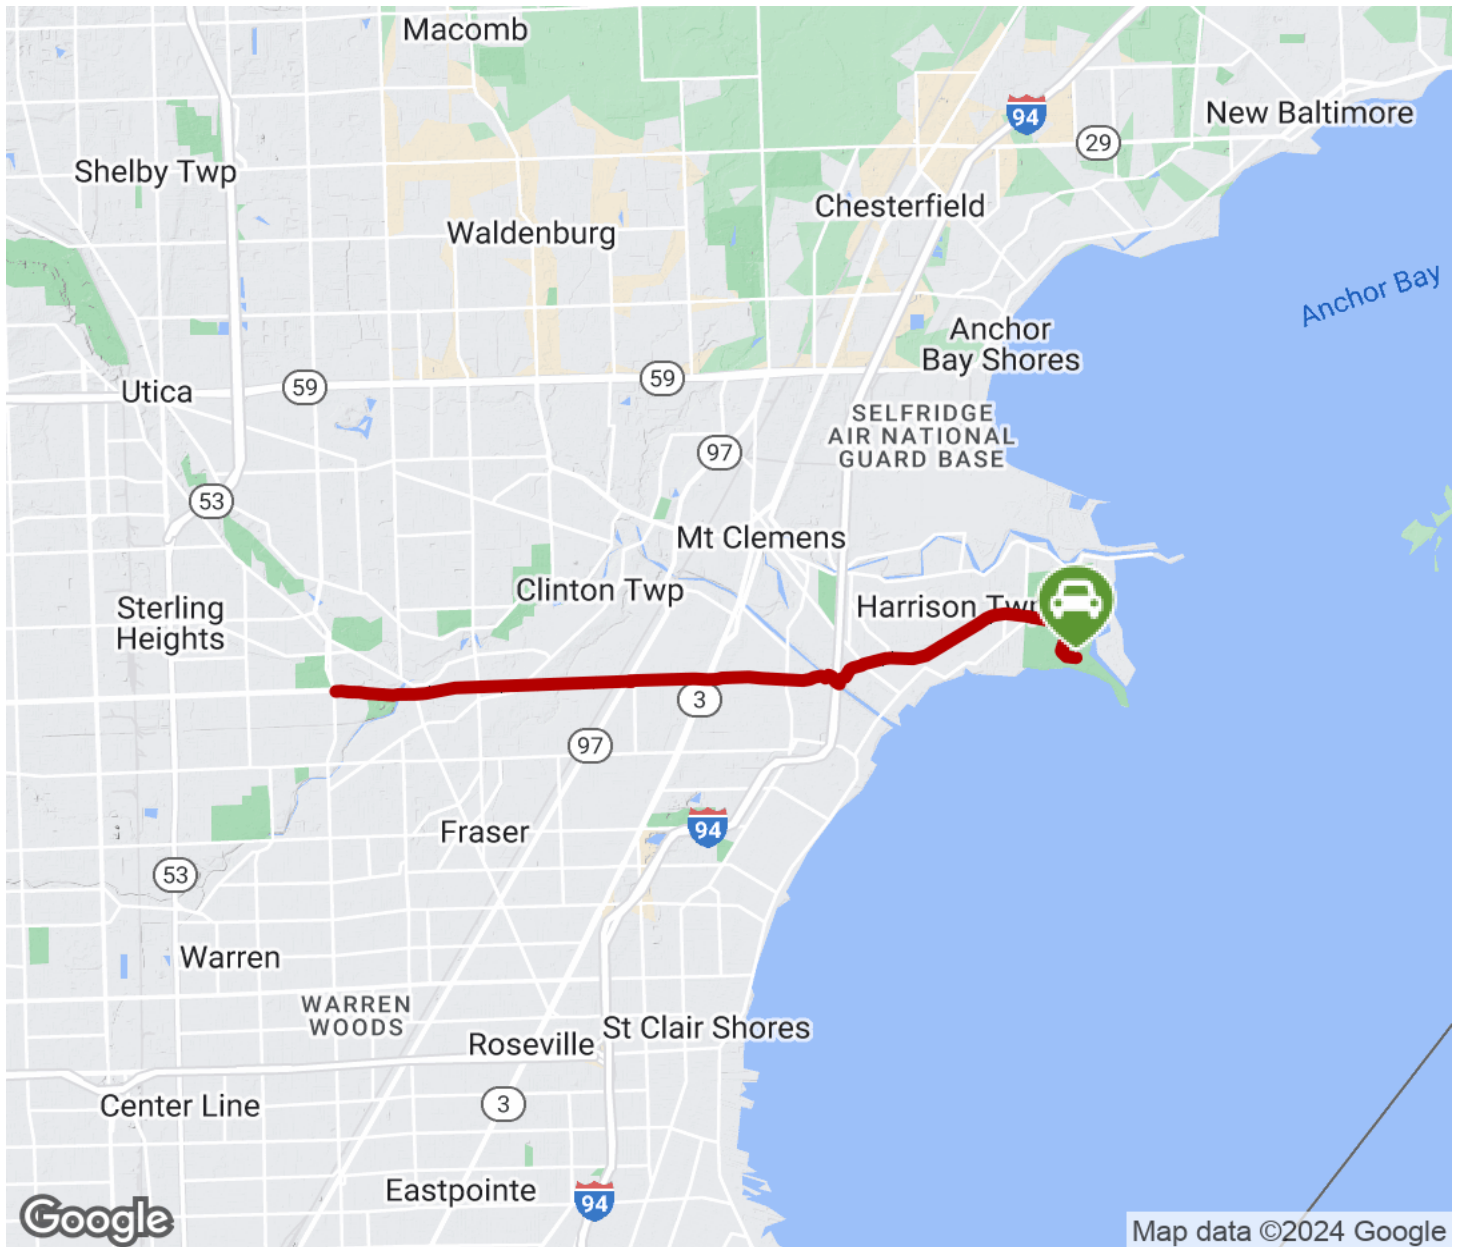 Macomb
94
New Baltimore
29
Shelby Twp
Chesterfield
Waldenburg
Anchor Bay
Anchor
Bay Shores
59
59
Utica
SELFRIDGE
AIR NATIONAL
GUARD BASE
97
53
Mt Clemens
Clinton Twp
Harrison Twp
Sterling
Heights
3
97
94
Fraser
53
Warren
WARREN
WOODS
St Clair Shores
Roseville
Center Line
3
Eastpointe
94
Google
Map data ©2024 Google